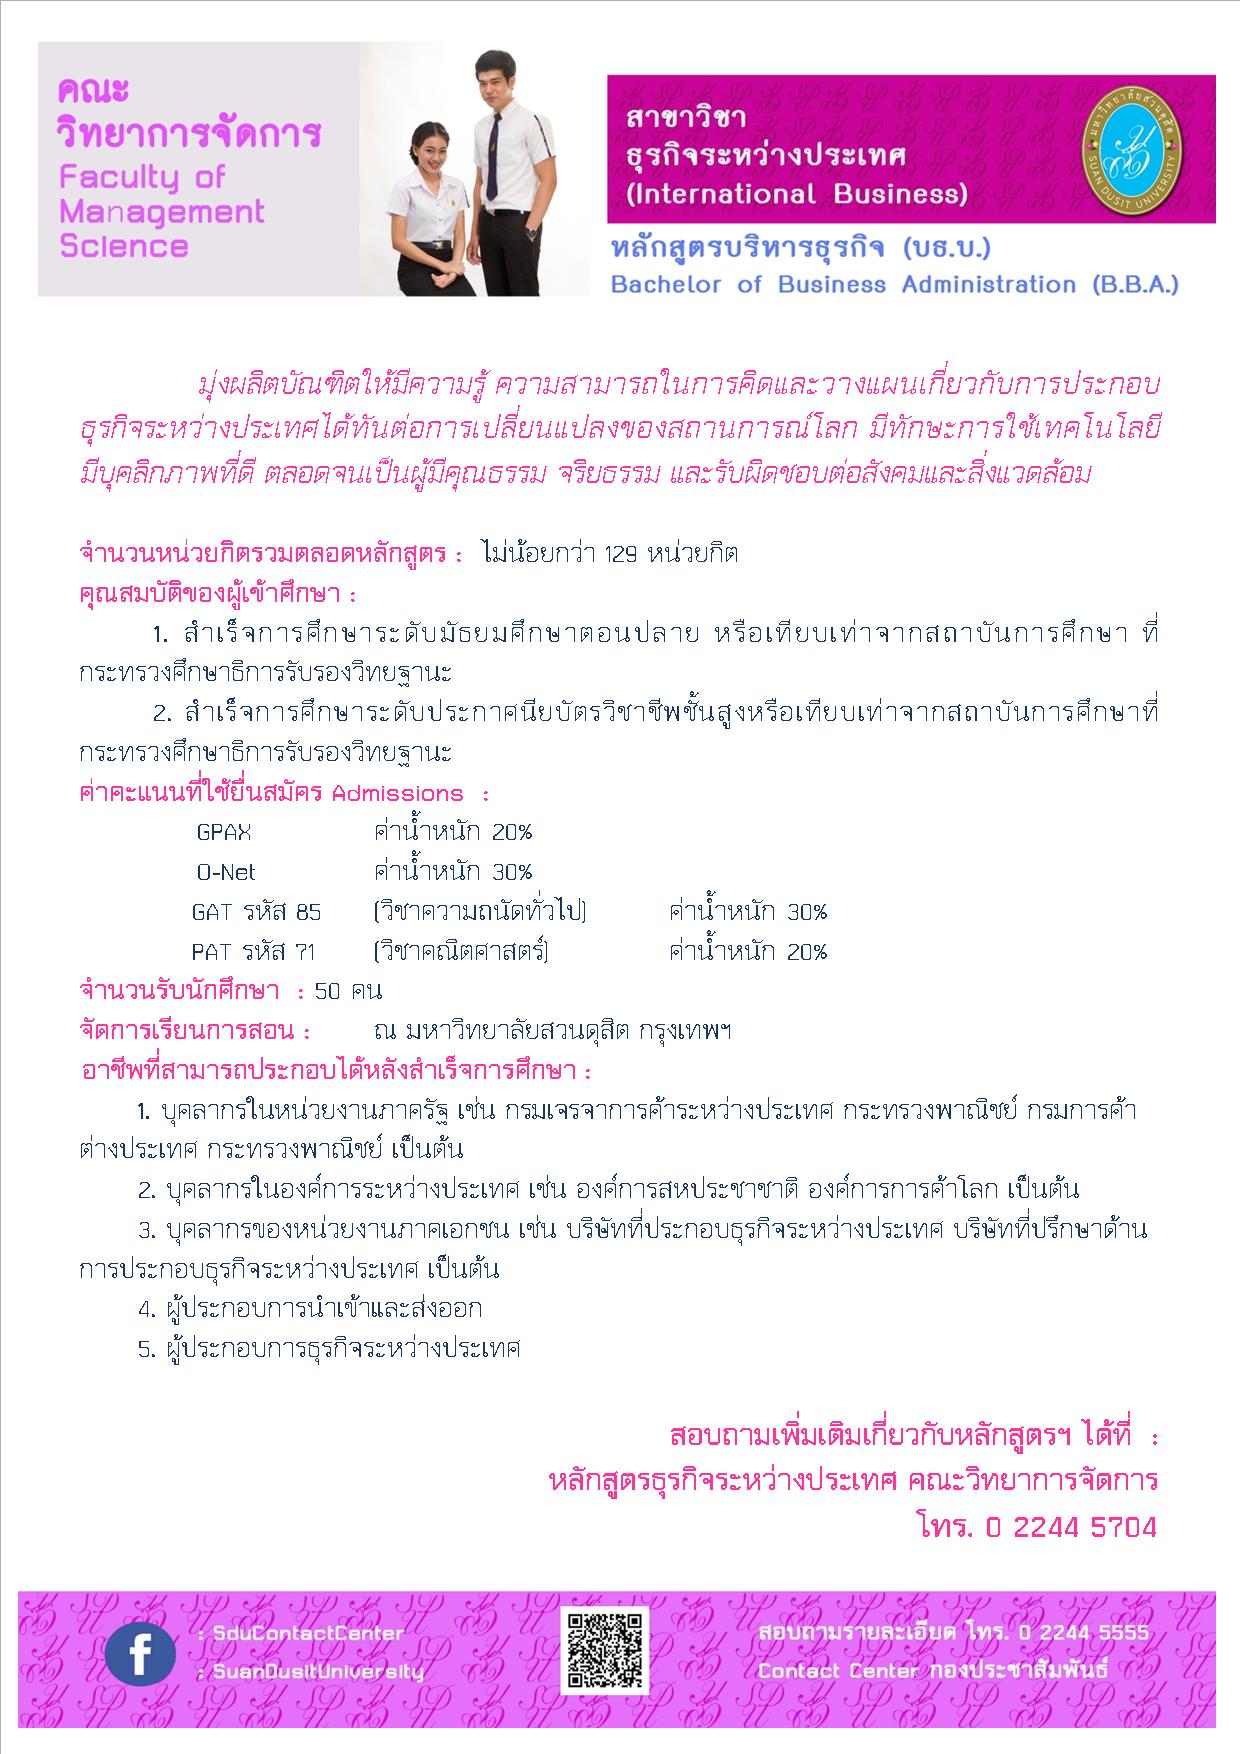 คณะ
วิทยาการจัดการ
Faculty of
Management
Science
สาขาวิชา
ธุรกิจระหว่างประเทศ
(International Business)
มหาวิทยาลัยสวนดุสิต
SUAN DUSIT UNIVERSITY
หลักสูตรบริหารธุรกิจ (บธ.บ.)
Bachelor of Business Administration (B.B.A.)
มุ่งผลิตบัณฑิตให้มีความรู้ ความสามารถในการคิดและวางแผนเกี่ยวกับการประกอบ
ธุรกิจระหว่างประเทศได้ทันต่อการเปลี่ยนแปลงของสถานการณ์โลก มีทักษะการใช้เทคโนโลยี
มีบุคลิกภาพที่ดี ตลอดจนเป็นผู้มีคุณธรรม จริยธรรม และรับผิดชอบต่อสังคมและสิ่งแวดล้อม
จำนวนหน่วยกิตรวมตลอดหลักสูตร : ไม่น้อยกว่า 129 หน่วยกิต
คุณสมบัติของผู้เข้าศึกษา :
1. สำเร็จการศึกษาระดับมัธยมศึกษาตอนปลาย หรือเทียบเท่าจากสถาบันการศึกษา ที่
กระทรวงศึกษาธิการรับรองวิทยฐานะ
2. สำเร็จการศึกษาระดับประกาศนียบัตรวิชาชีพชั้นสูงหรือเทียบเท่าจากสถาบันการศึกษาที่
กระทรวงศึกษาธิการรับรองวิทยฐานะ
ค่าคะแนนที่ใช้ยื่นสมัคร Admissions :
GPAX ค่าน้ำหนัก 20%
O-Net ค่าน้ำหนัก 30%
GAT รหัส 85 (วิชาความถนัดทั่วไป) ค่าน้ำหนัก 30%
PAT รหัส 71 (วิชาคณิตศาสตร์) ค่าน้ำหนัก 20%
จำนวนรับนักศึกษา : 50 คน
จัดการเรียนการสอน : ณ มหาวิทยาลัยสวนดุสิต กรุงเทพฯ
อาชีพที่สามารถประกอบได้หลังสำเร็จการศึกษา :
1. บุคลากรในหน่วยงานภาครัฐ เช่น กรมเจรจาการค้าระหว่างประเทศ กระทรวงพาณิชย์ กรมการค้า
ต่างประเทศ กระทรวงพาณิชย์ เป็นต้น
2. บุคลากรในองค์การระหว่างประเทศ เช่น องค์การสหประชาชาติ องค์การการค้าโลก เป็นต้น
3. บุคลากรของหน่วยงานภาคเอกชน เช่น บริษัทที่ประกอบธุรกิจระหว่างประเทศ บริษัทที่ปรึกษาด้าน
การประกอบธุรกิจระหว่างประเทศ เป็นต้น
4. ผู้ประกอบการนำเข้าและส่งออก
5. ผู้ประกอบการธุรกิจระหว่างประเทศ
สอบถามเพิ่มเติมเกี่ยวกับหลักสูตรฯ ได้ที่ :
หลักสูตรธุรกิจระหว่างประเทศ คณะวิทยาการจัดการ
โทร. 0 2244 5704
f : SduContactCenter
: SuanDusitUniversity
สอบถามรายละเอียด โทร. 0 2244 5555
Contact Center กองประชาสัมพันธ์